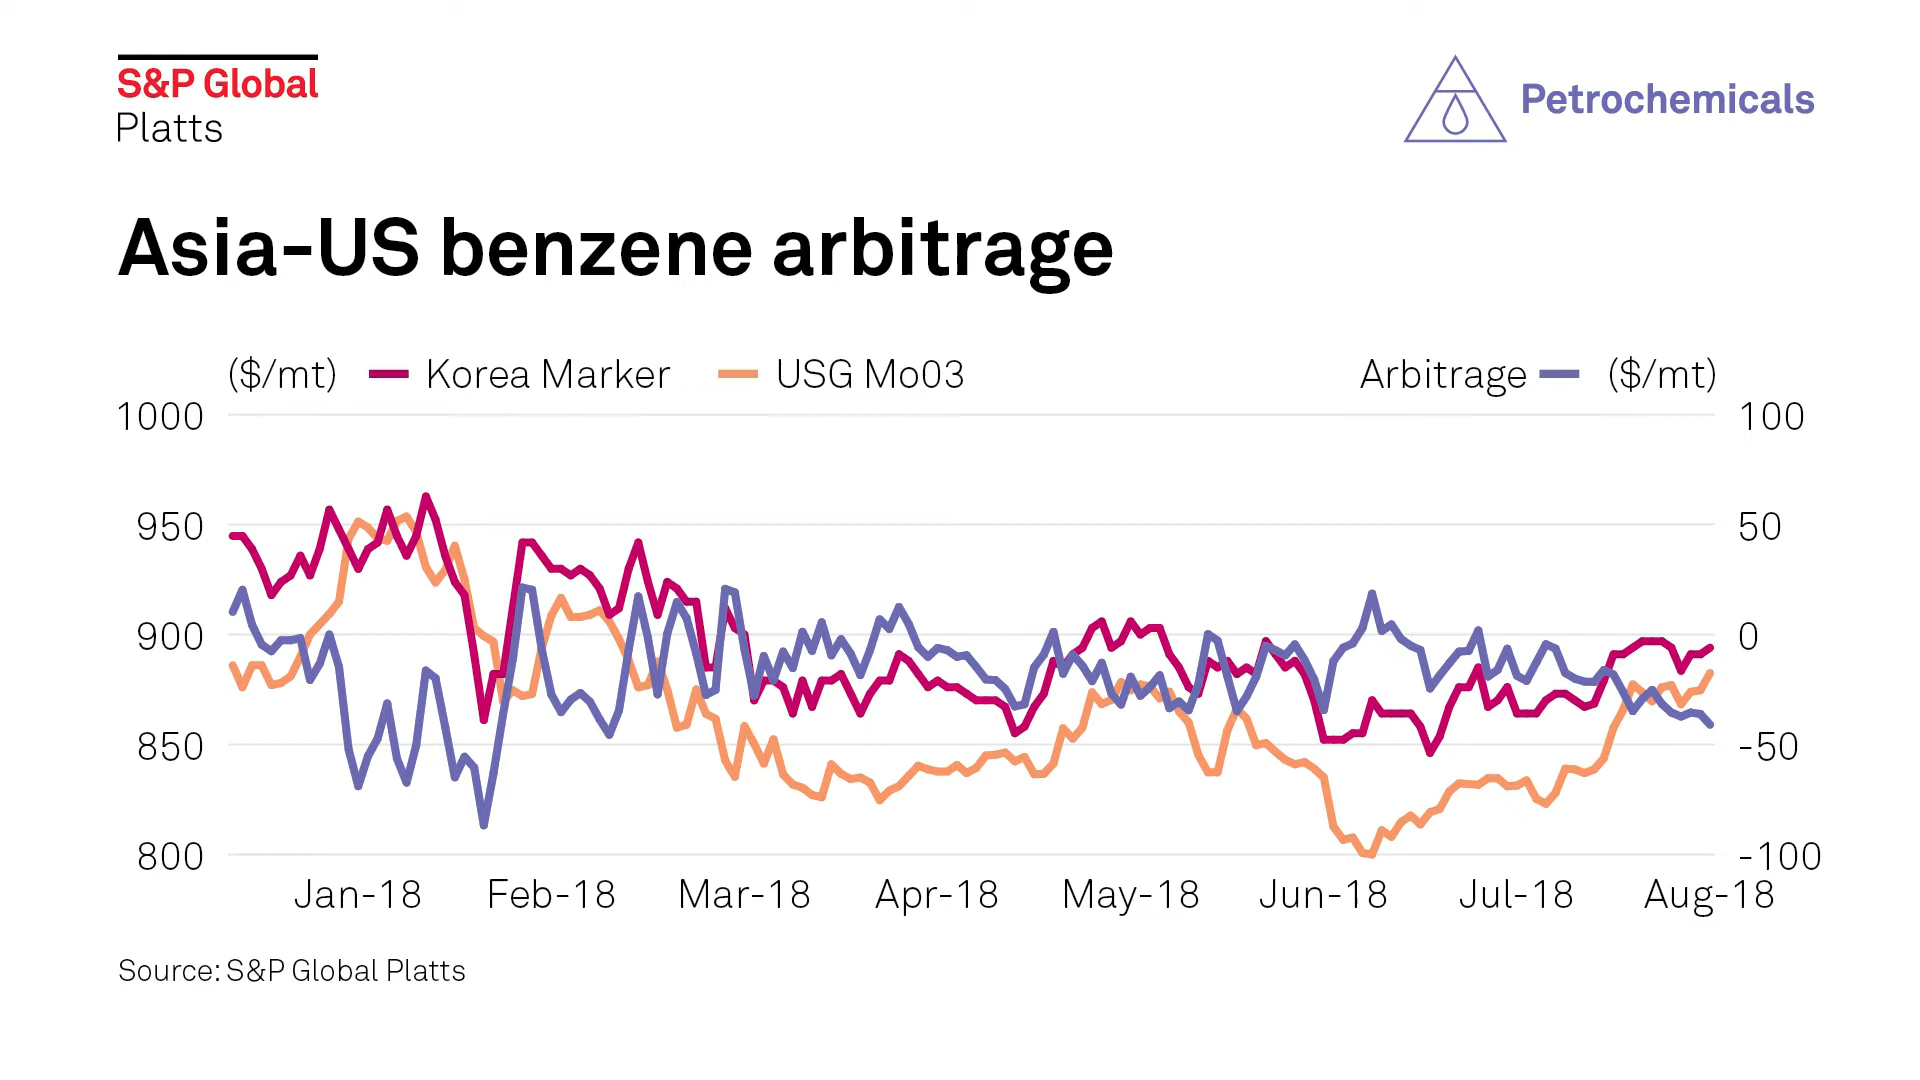 S&P Global
Platts
Petrochemicals
Asia-US benzene arbitrage
($/mt) Korea Marker USG Mo03 Arbitrage ($/mt)
1000 100
950 50
900 0
850 -50
800 -100
Jan-18 Feb-18 Mar-18 Apr-18 May-18 Jun-18 Jul-18 Aug-18
Source: S&P Global Platts